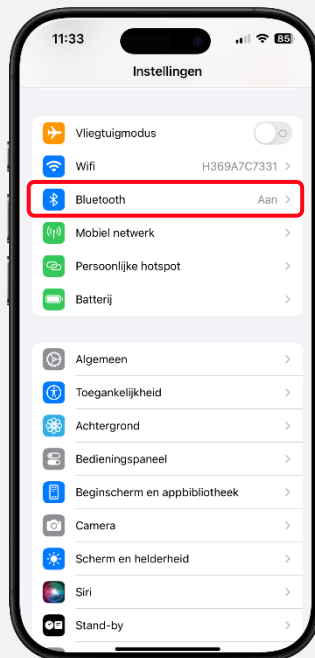 11:33
85
Instellingen
Vliegtuigmodus
Wifi H369A7C7331
Bluetooth Aan
Mobiel netwerk
Persoonlijke hotspot
Batterij
Algemeen
Toegankelijkheid
Achtergrond
Bedieningspaneel
Beginscherm en appbibliotheek
Camera
Scherm en helderheid
Siri
Stand-by